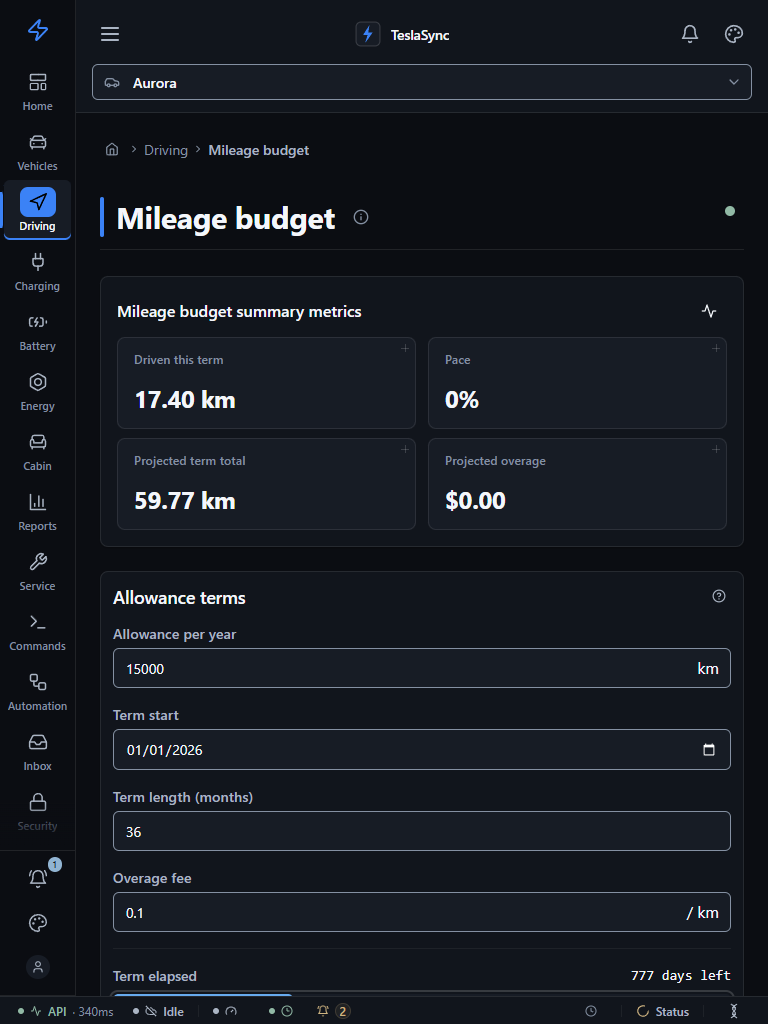 TeslaSync
Aurora
Home
Vehicles
Driving
Charging
Battery
Energy
Cabin
Reports
Service
Commands
Automation
Inbox
Security
1
Driving
Mileage budget
Mileage budget
Mileage budget summary metrics
Driven this term
17.40 km
Pace
0%
Projected term total
59.77 km
Projected overage
$0.00
Allowance terms
Allowance per year
15000 km
Term start
01/01/2026
Term length (months)
36
Overage fee
0.1 / km
Term elapsed 777 days left
API · 340ms Idle 2 Status